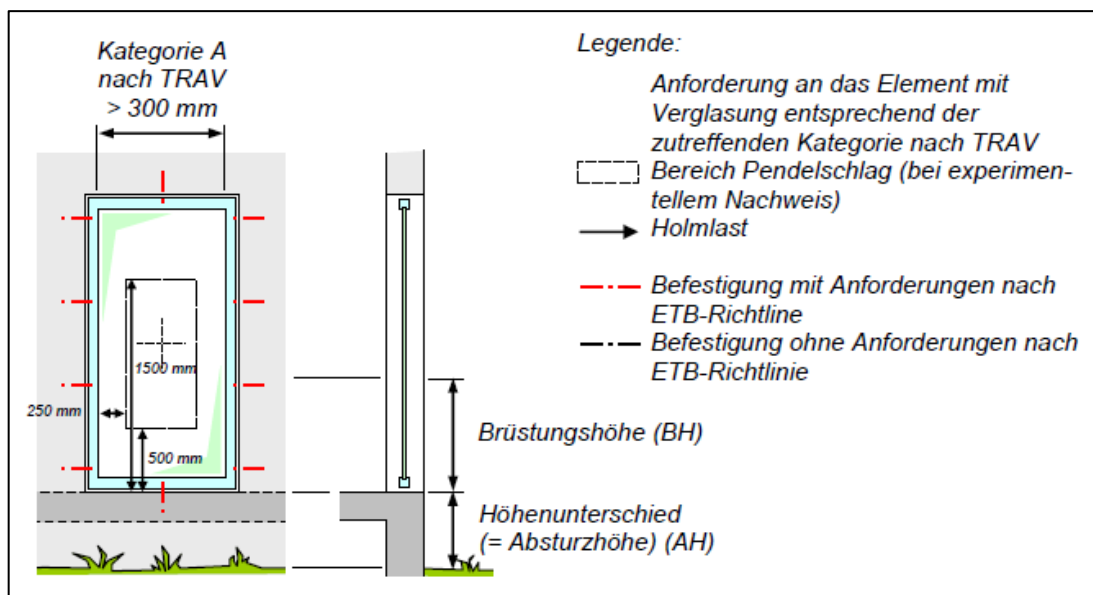 Kategorie A
nach TRAV
> 300 mm
1500 mm
250 mm
500 mm
Legende:
Anforderung an das Element mit
Verglasung entsprechend der
zutreffenden Kategorie nach TRAV
Bereich Pendelschlag (bei experimen-
tellem Nachweis)
Holmlast
Befestigung mit Anforderungen nach
ETB-Richtline
Befestigung ohne Anforderungen nach
ETB-Richtlinie
Brüstungshöhe (BH)
Höhenunterschied
(= Absturzhöhe) (AH)